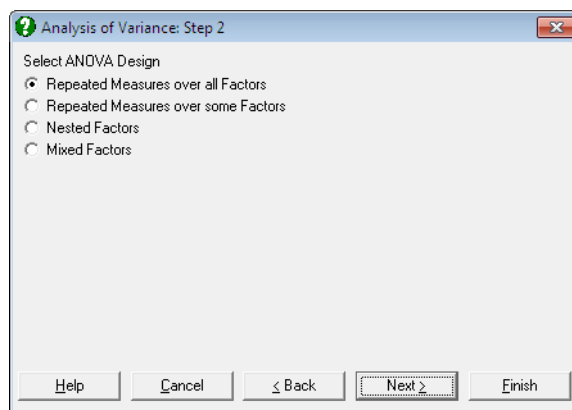 Analysis of Variance: Step 2
Select ANOVA Design
Repeated Measures over all Factors
Repeated Measures over some Factors
Nested Factors
Mixed Factors
Help Cancel < Back Next > Finish